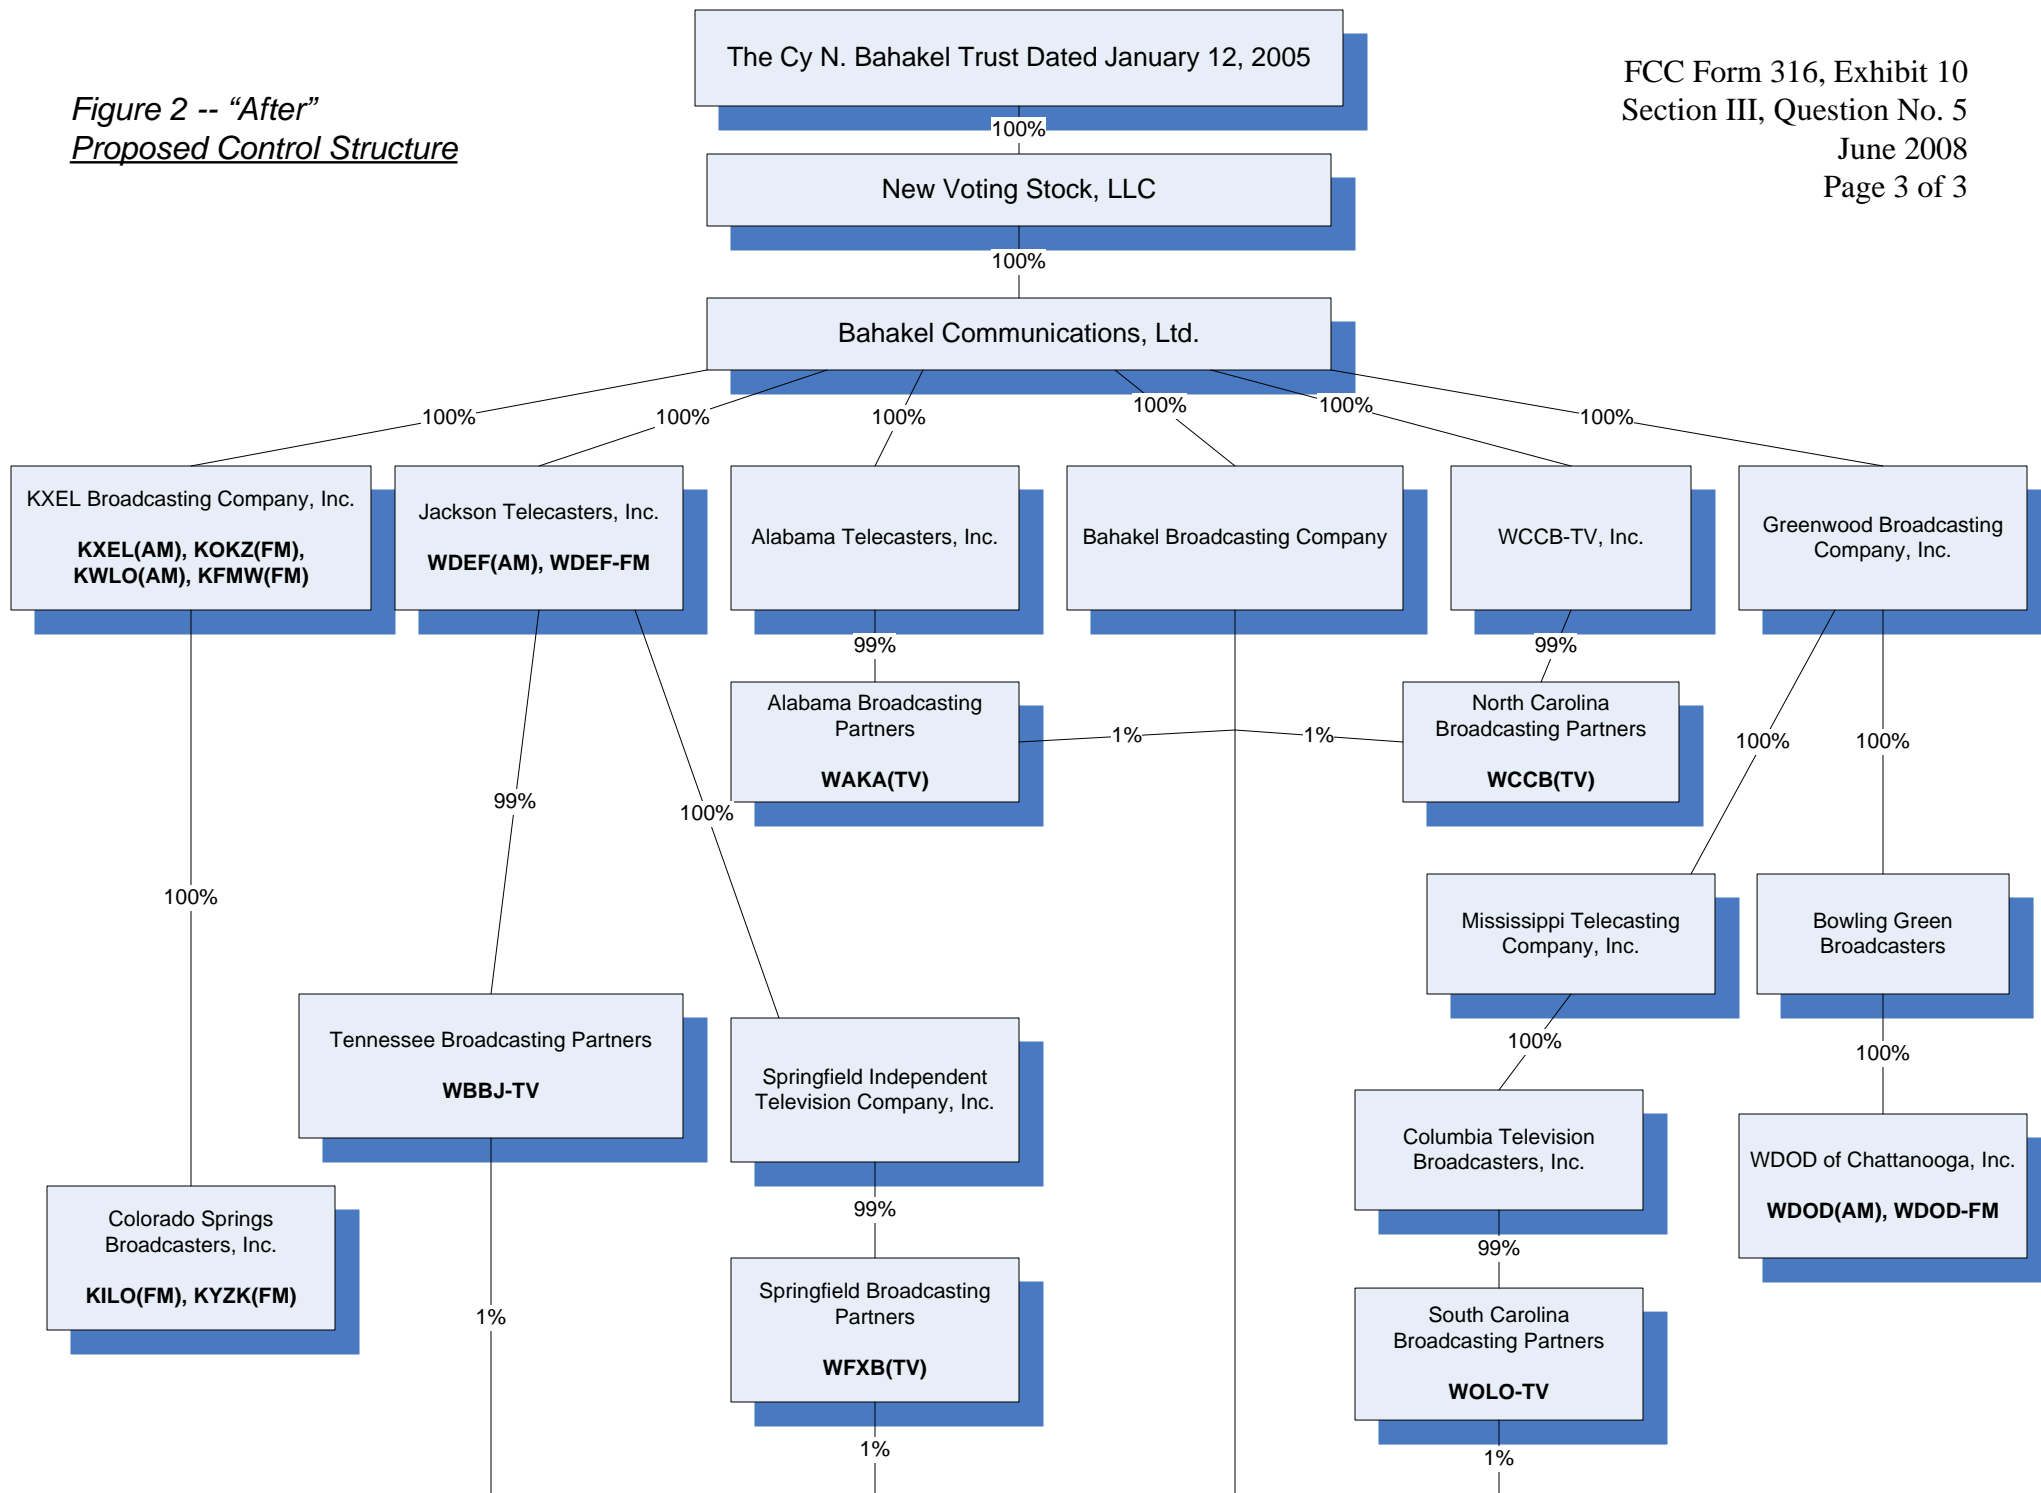 The Cy N. Bahakel Trust Dated January 12, 2005
Figure 2 -- “After”
Proposed Control Structure
FCC Form 316, Exhibit 10
Section III, Question No. 5
June 2008
Page 3 of 3
100%
New Voting Stock, LLC
100%
Bahakel Communications, Ltd.
100%
100%
100%
100%
100%
100%
KXEL Broadcasting Company, Inc.
KXEL(AM), KOKZ(FM),
KWLO(AM), KFMW(FM)
Jackson Telecasters, Inc.
WDEF(AM), WDEF-FM
Alabama Telecasters, Inc.
Bahakel Broadcasting Company
WCCB-TV, Inc.
Greenwood Broadcasting
Company, Inc.
99%
99%
Alabama Broadcasting
Partners
WAKA(TV)
1%
1%
North Carolina
Broadcasting Partners
WCCB(TV)
100%
100%
99%
100%
100%
Mississippi Telecasting
Company, Inc.
Bowling Green
Broadcasters
Tennessee Broadcasting Partners
WBBJ-TV
Springfield Independent
Television Company, Inc.
100%
100%
Columbia Television
Broadcasters, Inc.
WDOD of Chattanooga, Inc.
WDOD(AM), WDOD-FM
Colorado Springs
Broadcasters, Inc.
KILO(FM), KYZK(FM)
99%
99%
Springfield Broadcasting
Partners
WFXB(TV)
South Carolina
Broadcasting Partners
WOLO-TV
1%
1%
1%